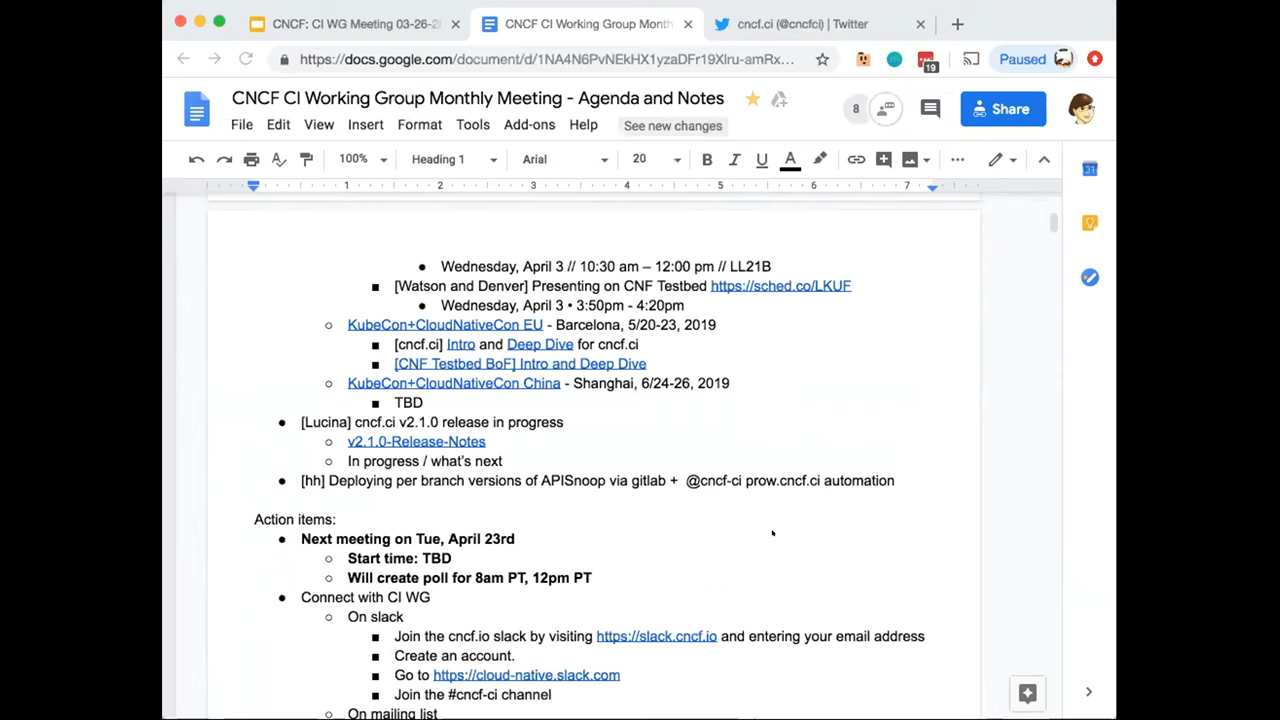 CNCF: CI WG Meeting 03-26-2
CNCF CI Working Group Month
cncf.ci (@cncfci) | Twitter
https://docs.google.com/document/d/1NA4N6PvNEkHX1yzaDFr19Xlru-amRx...
19
Paused
CNCF CI Working Group Monthly Meeting - Agenda and Notes
8
Share
File Edit View Insert Format Tools Add-ons Help See new changes
100% Heading 1 Arial 20 B I U A
1 2 3 4 5 6 7
31
● Wednesday, April 3 // 10:30 am – 12:00 pm // LL21B
■ [Watson and Denver] Presenting on CNF Testbed https://sched.co/LKUF
● Wednesday, April 3 • 3:50pm - 4:20pm
○ KubeCon+CloudNativeCon EU - Barcelona, 5/20-23, 2019
■ [cncf.ci] Intro and Deep Dive for cncf.ci
■ [CNF Testbed BoF] Intro and Deep Dive
○ KubeCon+CloudNativeCon China - Shanghai, 6/24-26, 2019
■ TBD
● [Lucina] cncf.ci v2.1.0 release in progress
○ v2.1.0-Release-Notes
○ In progress / what's next
● [hh] Deploying per branch versions of APISnoop via gitlab + @cncf-ci prow.cncf.ci automation
Action items:
● Next meeting on Tue, April 23rd
○ Start time: TBD
○ Will create poll for 8am PT, 12pm PT
● Connect with CI WG
○ On slack
■ Join the cncf.io slack by visiting https://slack.cncf.io and entering your email address
■ Create an account.
■ Go to https://cloud-native.slack.com
■ Join the #cncf-ci channel
○ On mailing list